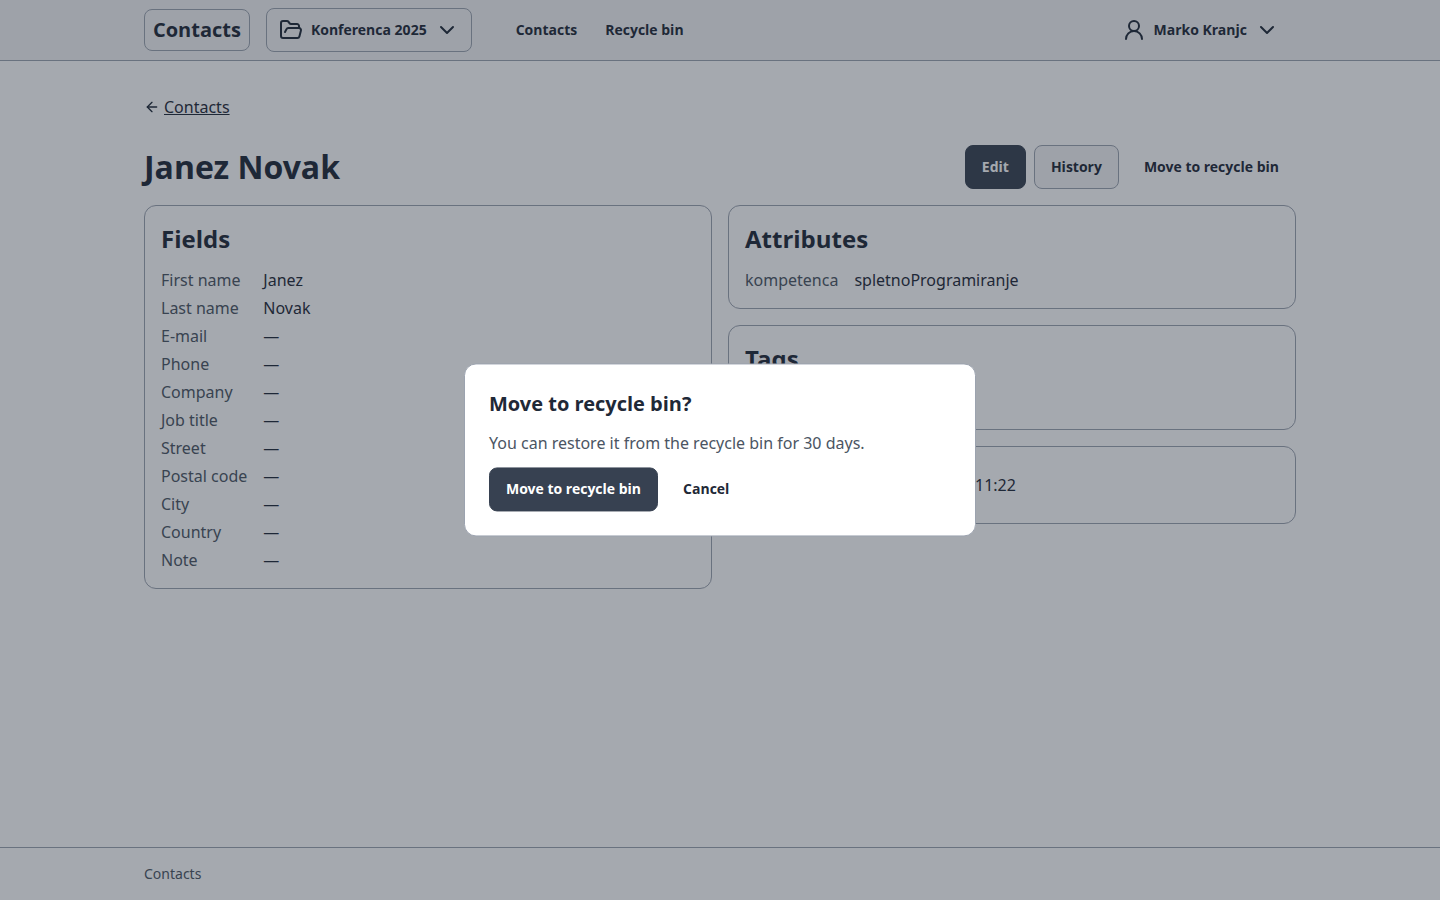 Contacts
Konferenca 2025
Contacts
Recycle bin
Marko Kranjc
Contacts
Janez Novak
Edit
History
Move to recycle bin
Fields
First name Janez
Last name Novak
E-mail —
Phone —
Company —
Job title —
Street —
Postal code —
City —
Country —
Note —
Attributes
kompetenca spletnoProgramiranje
Tags
11:22
Move to recycle bin?
You can restore it from the recycle bin for 30 days.
Move to recycle bin
Cancel
Contacts